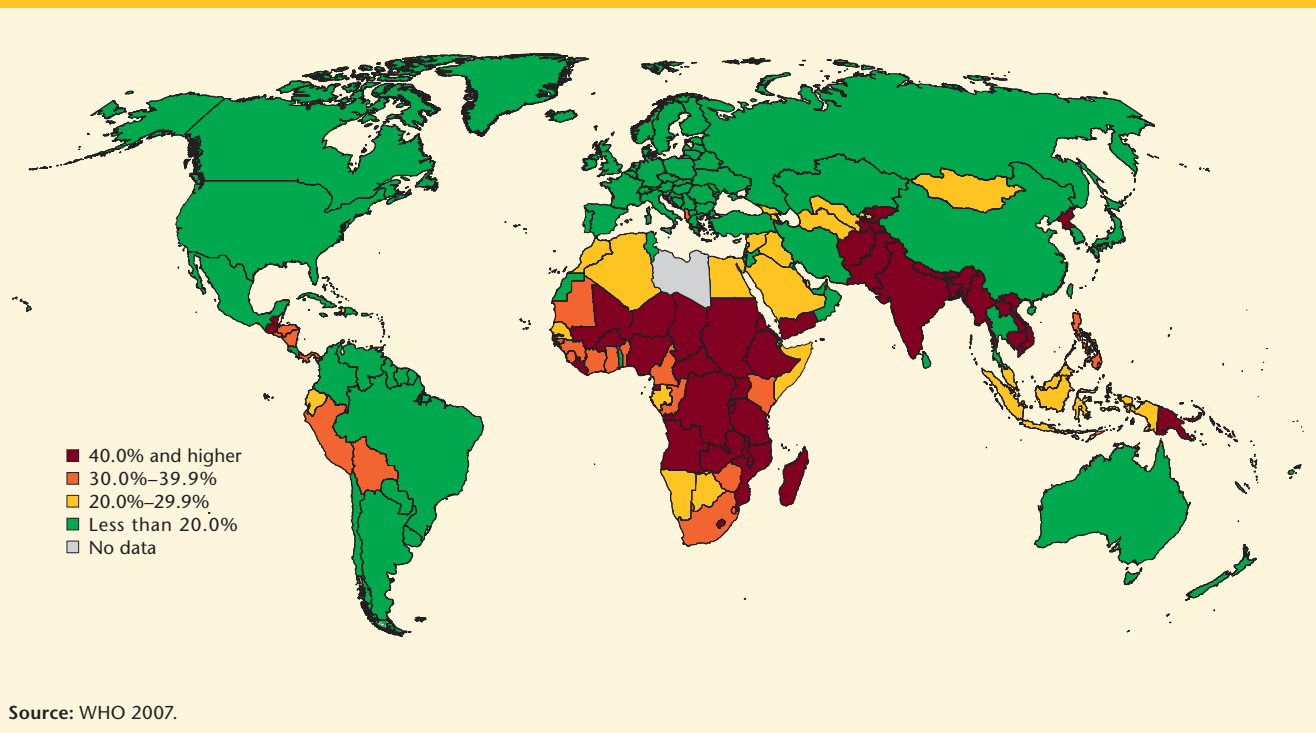 40.0% and higher
30.0%–39.9%
20.0%–29.9%
Less than 20.0%
No data
Source: WHO 2007.